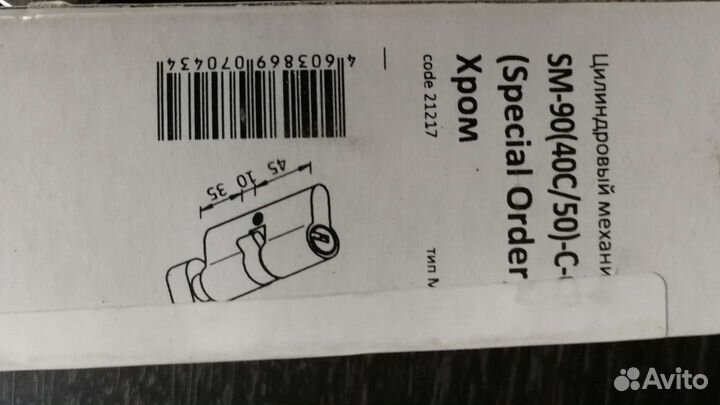 Цилиндровый механи
SM-90(40C/50)-C-
(Special Order
Хром
code 21217
тип М
4 603869 070434
45
10
35
Avito